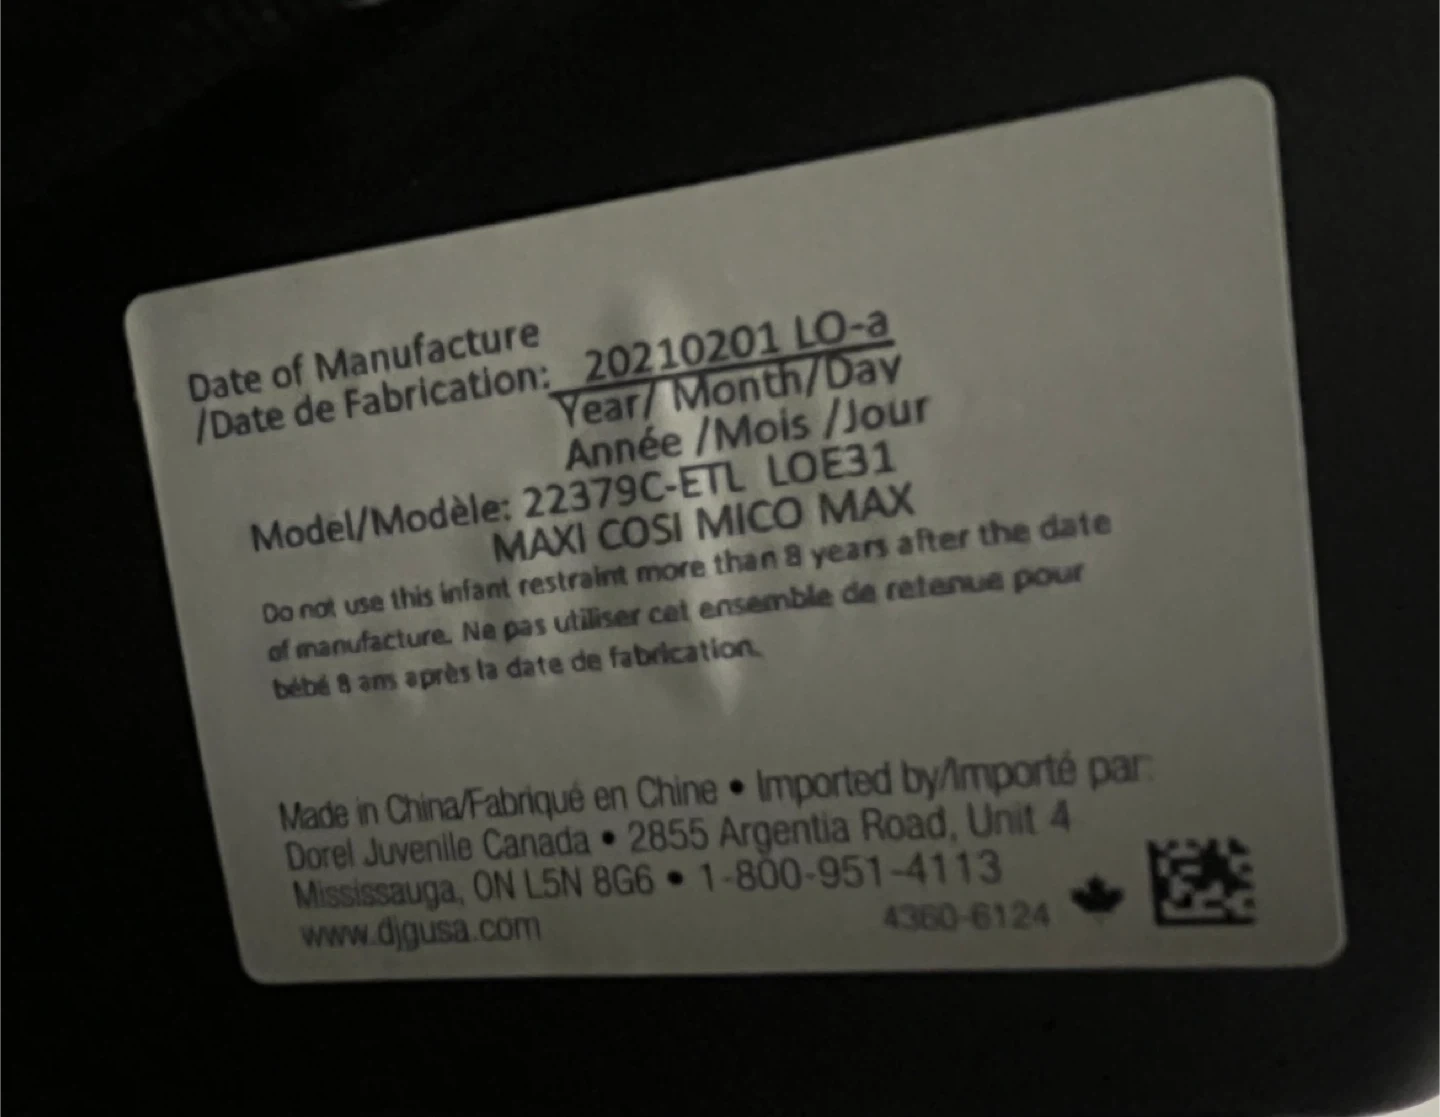 Date of Manufacture
/Date de Fabrication: 20210201 LO-a
Year/ Month/Day
Année /Mois /Jour
Model/Modèle: 22379C-ETL LOE31
MAXI COSI MICO MAX
Do not use this infant restraint more than 8 years after the date
of manufacture. Ne pas utiliser cet ensemble de retenue pour
bébé 8 ans après la date de fabrication.
Made in China/Fabriqué en Chine • Imported by/Importé par:
Dorel Juvenile Canada • 2855 Argentia Road, Unit 4
Mississauga, ON L5N 8G6 • 1-800-951-4113
www.djgusa.com
4360-6124